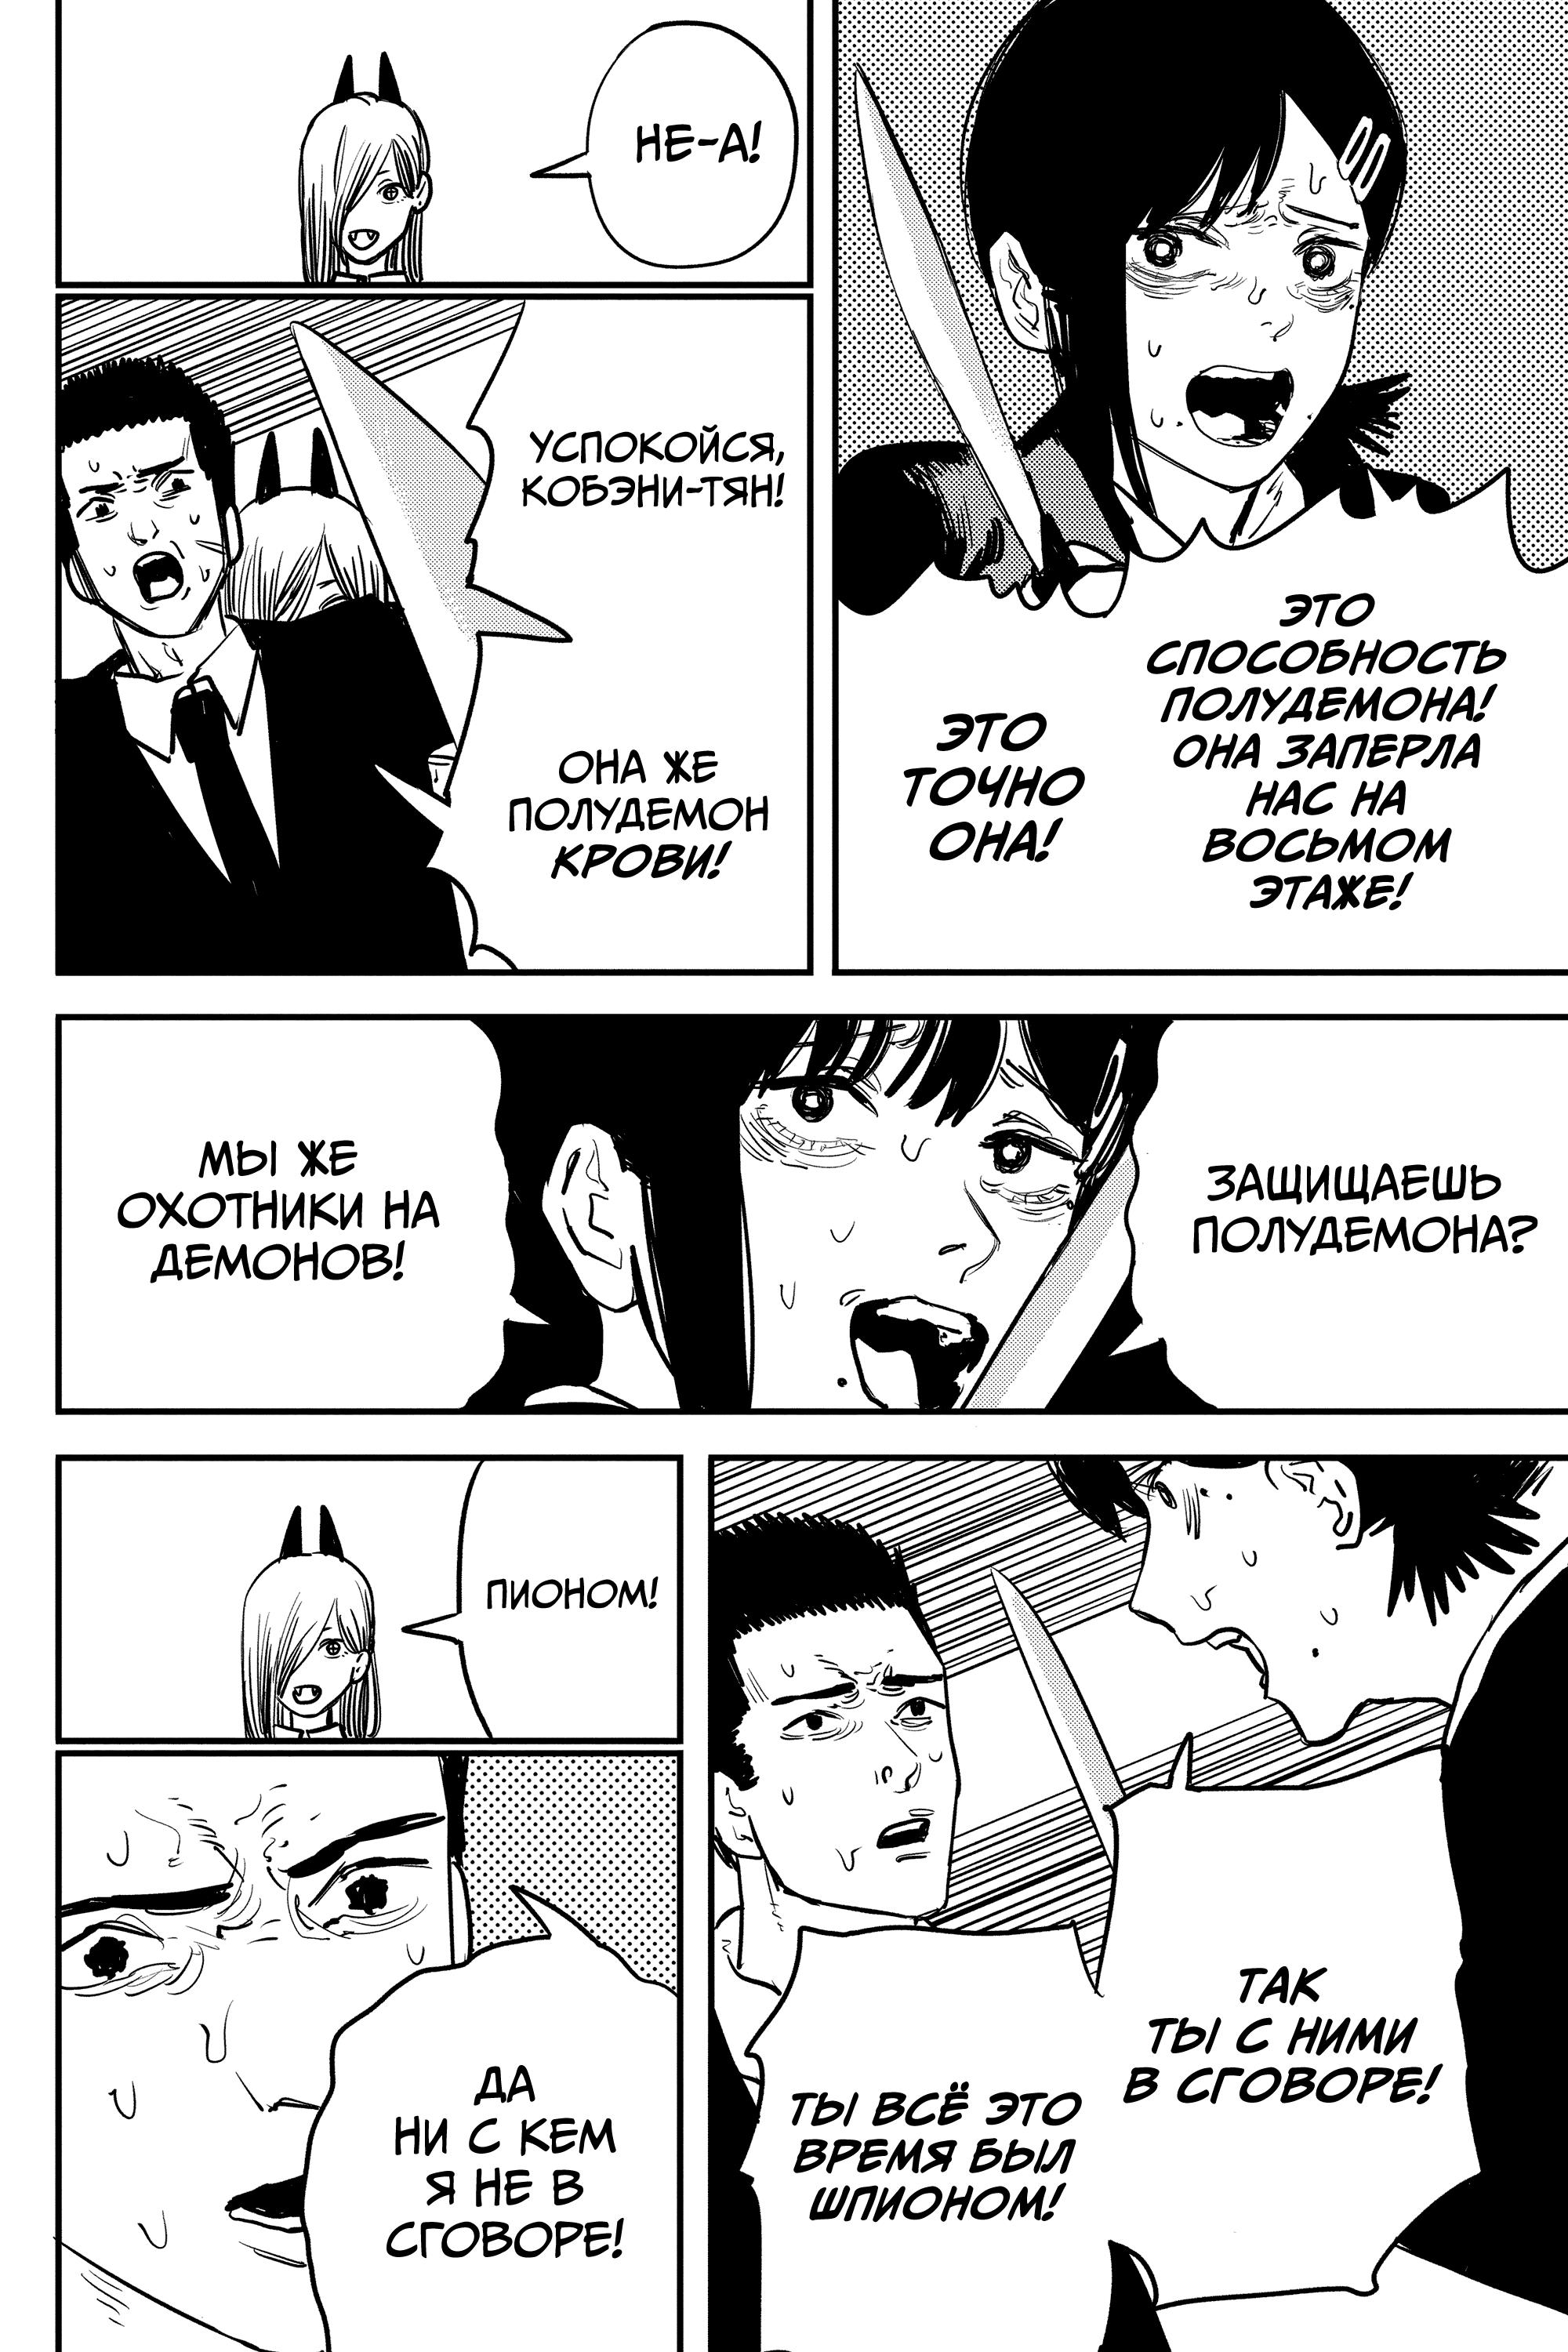 ЭТО
СПОСОБНОСТЬ
ПОЛУДЕМОНА!
ОНА ЗАПЕРЛА
НАС НА
ВОСЬМОМ
ЭТАЖЕ!
ЭТО
ТОЧНО
ОНА!
НЕ-А!
УСПОКОЙСЯ,
КОБЭНИ-ТЯН!
ОНА ЖЕ
ПОЛУДЕМОН
КРОВИ!
ЗАЩИЩАЕШЬ
ПОЛУДЕМОНА?
МЫ ЖЕ
ОХОТНИКИ НА
ДЕМОНОВ!
ТАК
ТЫ С НИМИ
В СГОВОРЕ!
ТЫ ВСЁ ЭТО
ВРЕМЯ БЫЛ
ШПИОНОМ!
ПИОНОМ!
ДА
НИ С КЕМ
Я НЕ В
СГОВОРЕ!